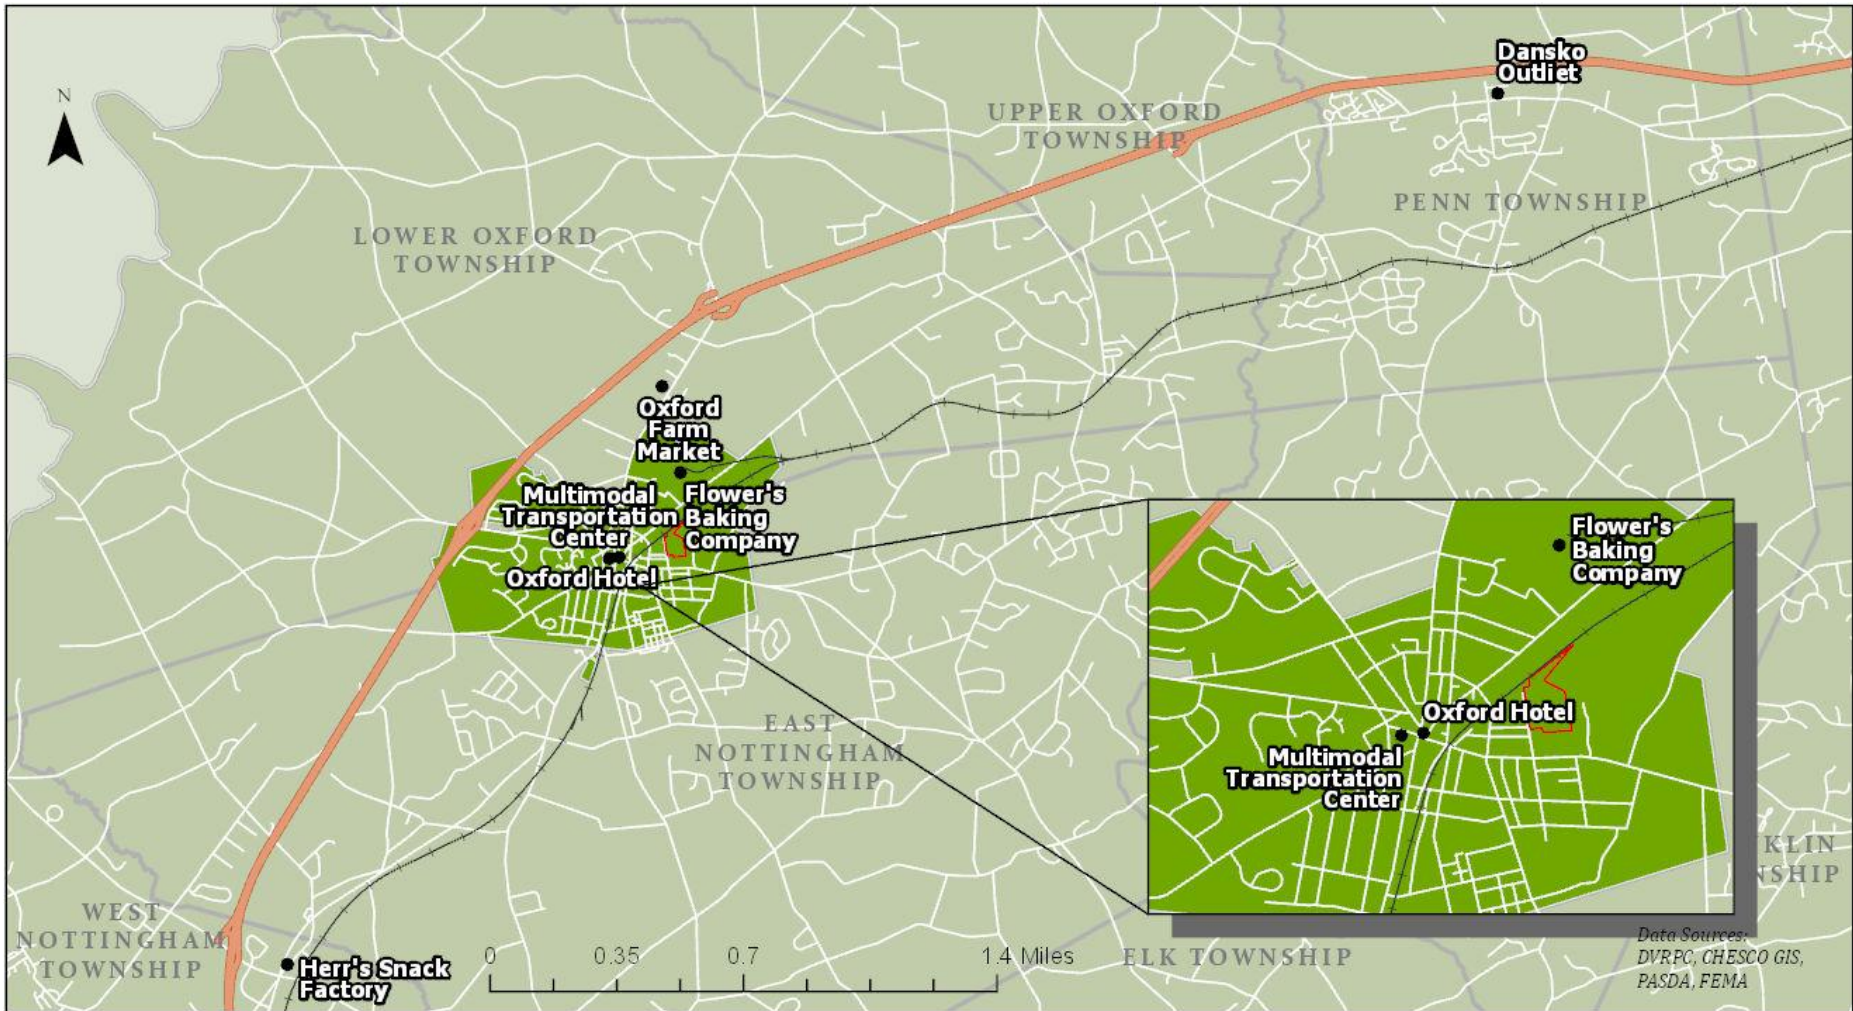 Dansko
Outliet
N
UPPER OXFORD
TOWNSHIP
PENN TOWNSHIP
LOWER OXFORD
TOWNSHIP
Oxford
Farm
Market
Multimodal
Transportation
Center
Flower's
Baking
Company
Oxford Hotel
Flower's
Baking
Company
Oxford Hotel
Multimodal
Transportation
Center
EAST
NOTTINGHAM
TOWNSHIP
KLIN
NSHIP
WEST
NOTTINGHAM
TOWNSHIP
Herr's Snack
Factory
0 0.35 0.7 1.4 Miles
ELK TOWNSHIP
Data Sources:
DVRPC, CHESCO GIS,
PASDA, FEMA